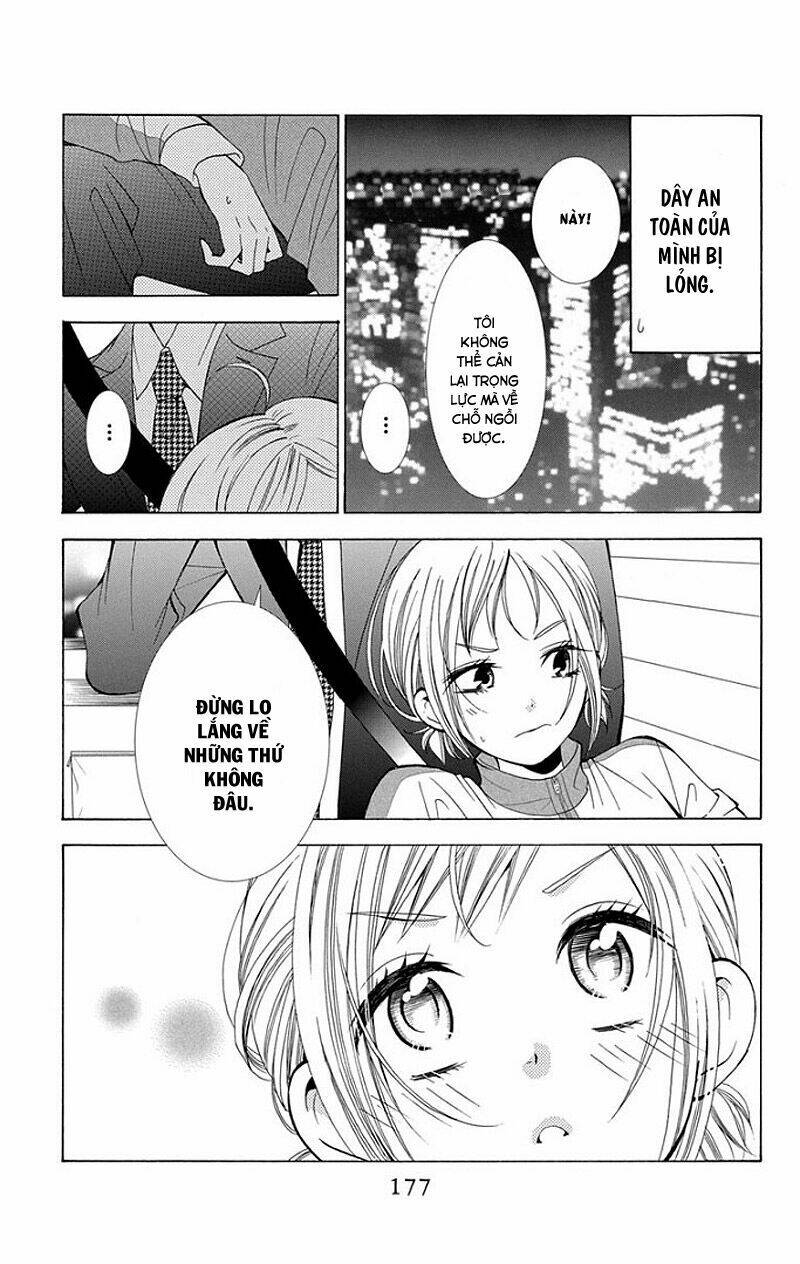 DÂY AN
TOÀN CỦA
MÌNH BỊ
LỎNG.
NÀY!
TÔI
KHÔNG
THỂ CẢN
LẠI TRỌNG
LỰC MÀ VỀ
CHỖ NGỒI
ĐƯỢC.
...
...
ĐỪNG LO
LẮNG VỀ
NHỮNG THỨ
KHÔNG
ĐÂU.
177